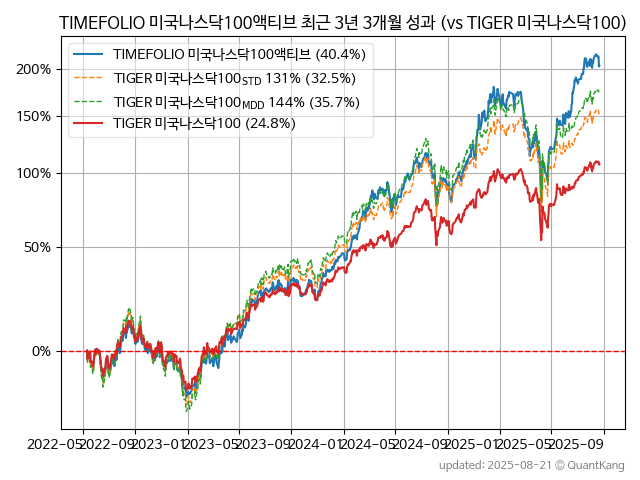 TIMEFOLIO 미국나스닥100액티브 최근 3년 3개월 성과 (vs TIGER 미국나스닥100)
TIMEFOLIO 미국나스닥100액티브 (40.4%)
TIGER 미국나스닥100STD 131% (32.5%)
TIGER 미국나스닥100MDD 144% (35.7%)
TIGER 미국나스닥100 (24.8%)
200%
150%
100%
50%
0%
2022-05 2022-09 2023-01 2023-05 2023-09 2024-01 2024-05 2024-09 2025-01 2025-05 2025-09
updated: 2025-08-21 © QuantKang